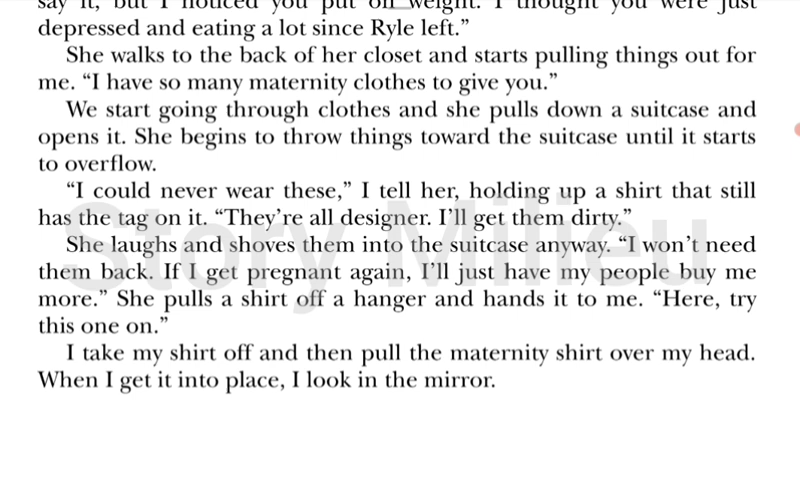 say it, but I noticed you put on weight. I thought you were just
depressed and eating a lot since Ryle left.”
She walks to the back of her closet and starts pulling things out for
me. “I have so many maternity clothes to give you.”
We start going through clothes and she pulls down a suitcase and
opens it. She begins to throw things toward the suitcase until it starts
to overflow.
“I could never wear these,” I tell her, holding up a shirt that still
has the tag on it. “They’re all designer. I’ll get them dirty.”
She laughs and shoves them into the suitcase anyway. “I won’t need
them back. If I get pregnant again, I’ll just have my people buy me
more.” She pulls a shirt off a hanger and hands it to me. “Here, try
this one on.”
I take my shirt off and then pull the maternity shirt over my head.
When I get it into place, I look in the mirror.
Story Milieu